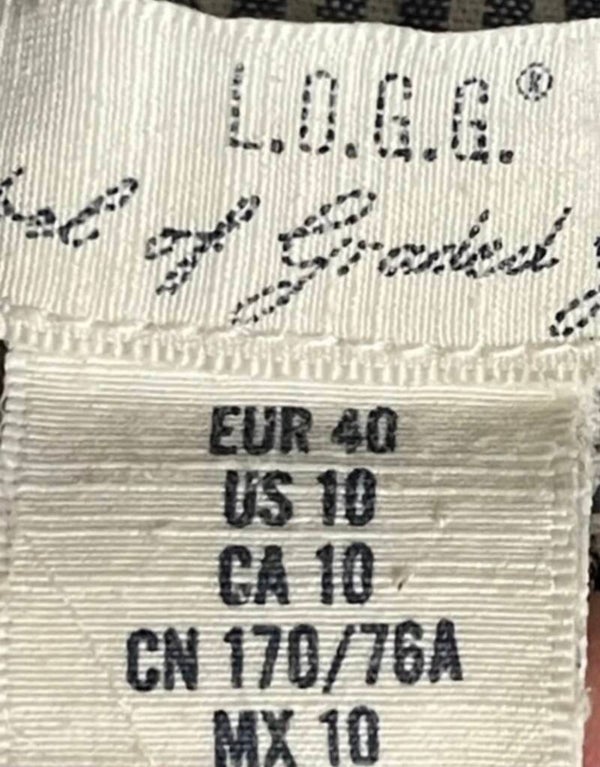 L.O.G.G.®
of Graded
EUR 40
US 10
CA 10
CN 170/76A
MX 10